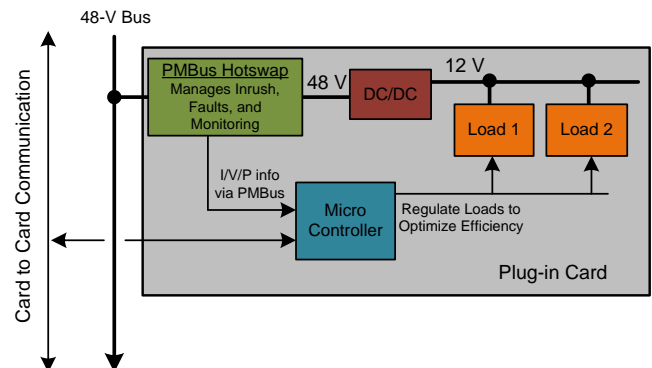 48-V Bus
Card to Card Communication
PMBus Hotswap
Manages Inrush,
Faults, and
Monitoring
48 V
DC/DC
12 V
Load 1
Load 2
I/V/P info
via PMBus
Micro
Controller
Regulate Loads to
Optimize Efficiency
Plug-in Card